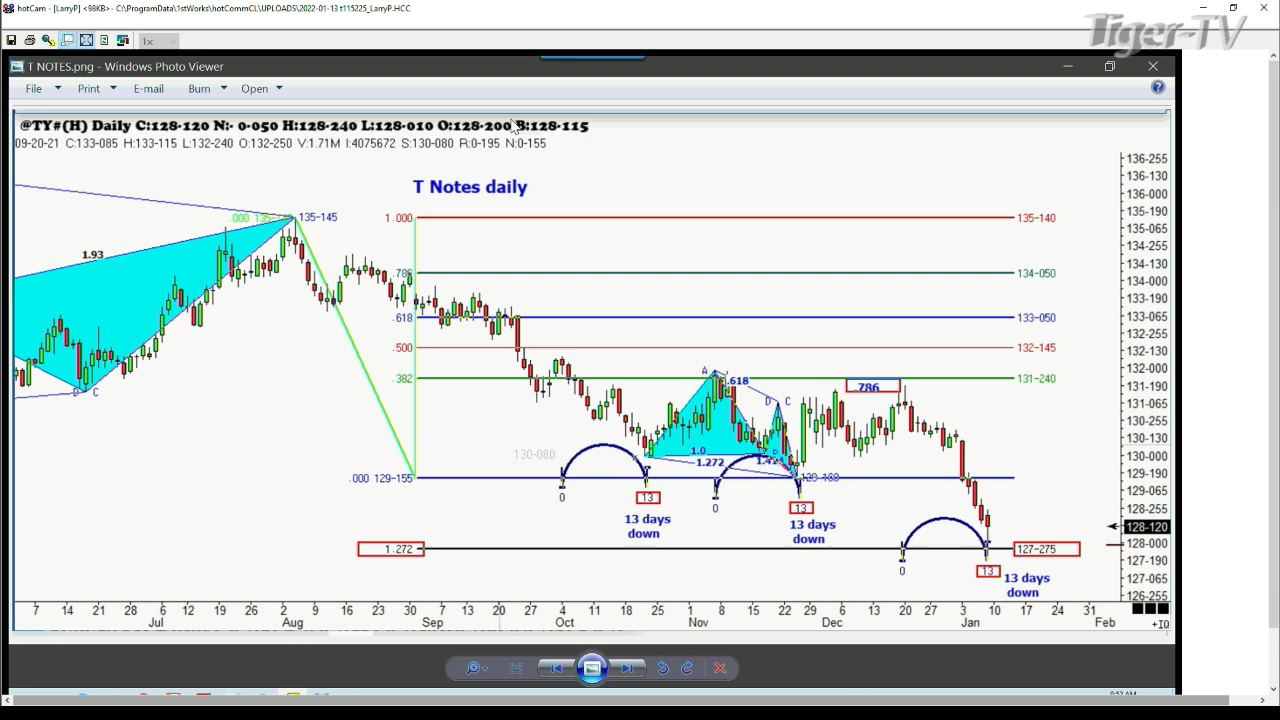 hotCam - [LarryP] <98KB> - C:\ProgramData\1stWorks\hotCommCL\UPLOADS\2022-01-13 t115225_LarryP.HCC
Tiger-TV
1x
T NOTES.png - Windows Photo Viewer
File Print E-mail Burn Open
@TY#(H) Daily C:128-120 N:- 0-050 H:128-240 L:128-010 O:128-200 B:128-115
09-20-21 C:133-085 H:133-115 L:132-240 O:132-250 V:1.71M I:4075672 S:130-080 R:0-195 N:0-155
T Notes daily
136-255
136-130
136-000
135-190
135-065
134-255
134-130
134-000
133-190
133-065
132-255
132-130
132-000
131-190
131-065
130-255
130-130
130-000
129-190
129-065
128-255
128-120
128-000
127-190
127-065
126-255
.000 135-145
1.000 135-140
1.93
.786 134-050
.618 133-050
.500 132-145
.382 131-240
A .618 .786
D C
D C
130-080 1.0
1.272
.000 129-155
0 13 0 13
13 days down
13 days down
1.272 127-275
0 13
13 days down
7 14 21 28 6 12 19 26 2 9 16 23 30 7 13 20 27 4 11 18 25 1 8 15 22 29 6 13 20 27 3 10 17 24 31
Jul Aug Sep Oct Nov Dec Jan Feb
+IQ